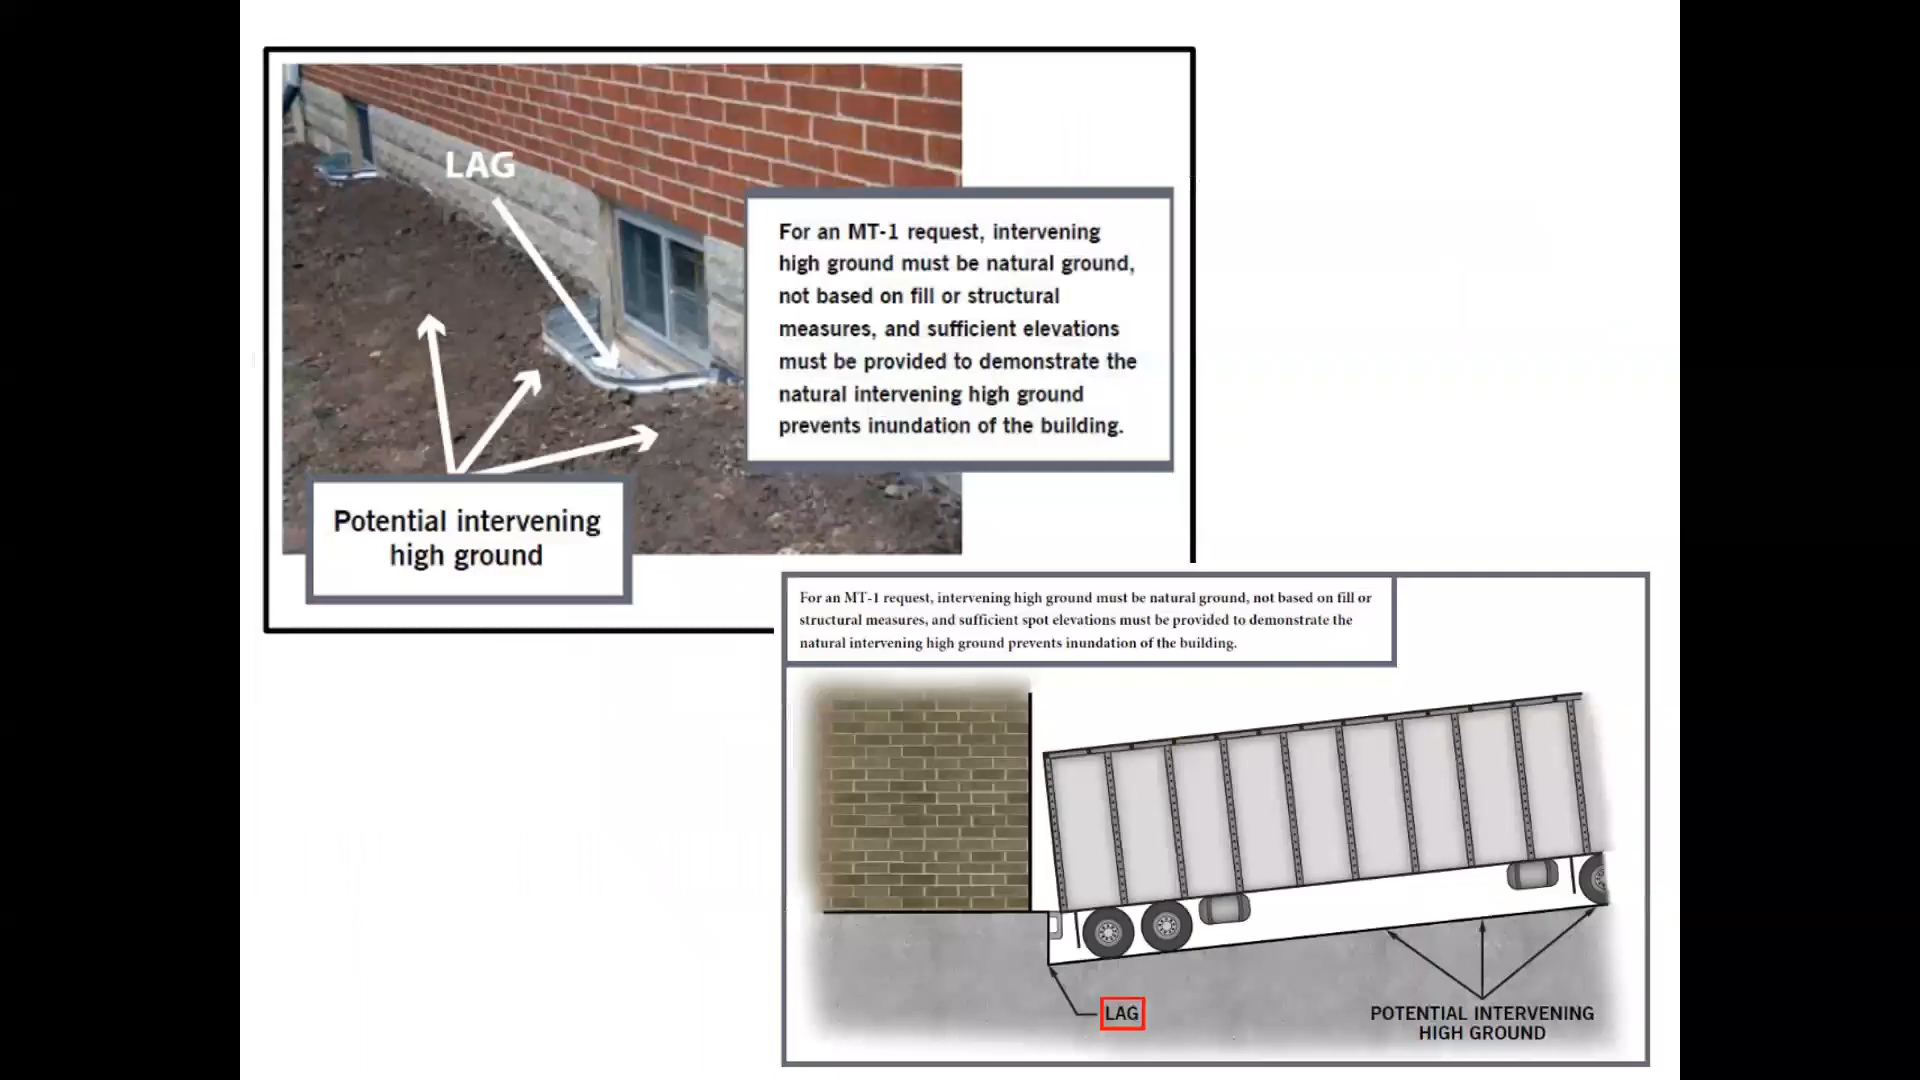 LAG
For an MT-1 request, intervening
high ground must be natural ground,
not based on fill or structural
measures, and sufficient elevations
must be provided to demonstrate the
natural intervening high ground
prevents inundation of the building.
Potential intervening
high ground
For an MT-1 request, intervening high ground must be natural ground, not based on fill or
structural measures, and sufficient spot elevations must be provided to demonstrate the
natural intervening high ground prevents inundation of the building.
LAG
POTENTIAL INTERVENING
HIGH GROUND